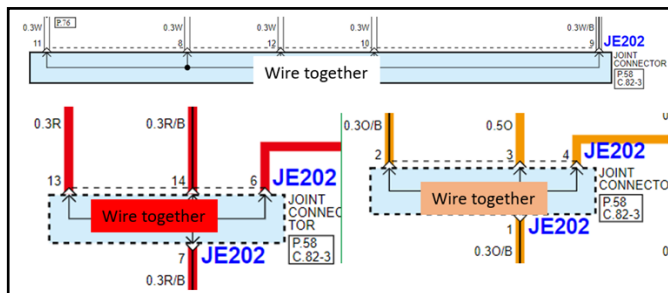 0.3W
P.76
0.3W
0.3W
0.3W
0.3W/B
11
8
12
10
9
JE202
JOINT
CONNECTOR
P.58
C.82-3
Wire together
0.3R
0.3R/B
13
14
6
JE202
JOINT
CONNEC
TOR
P.58
C.82-3
Wire together
7
JE202
0.3R/B
0.3O/B
0.5O
2
3
4
JE202
JOINT
CONNECTO
P.58
C.82-3
Wire together
1
JE202
0.3O/B